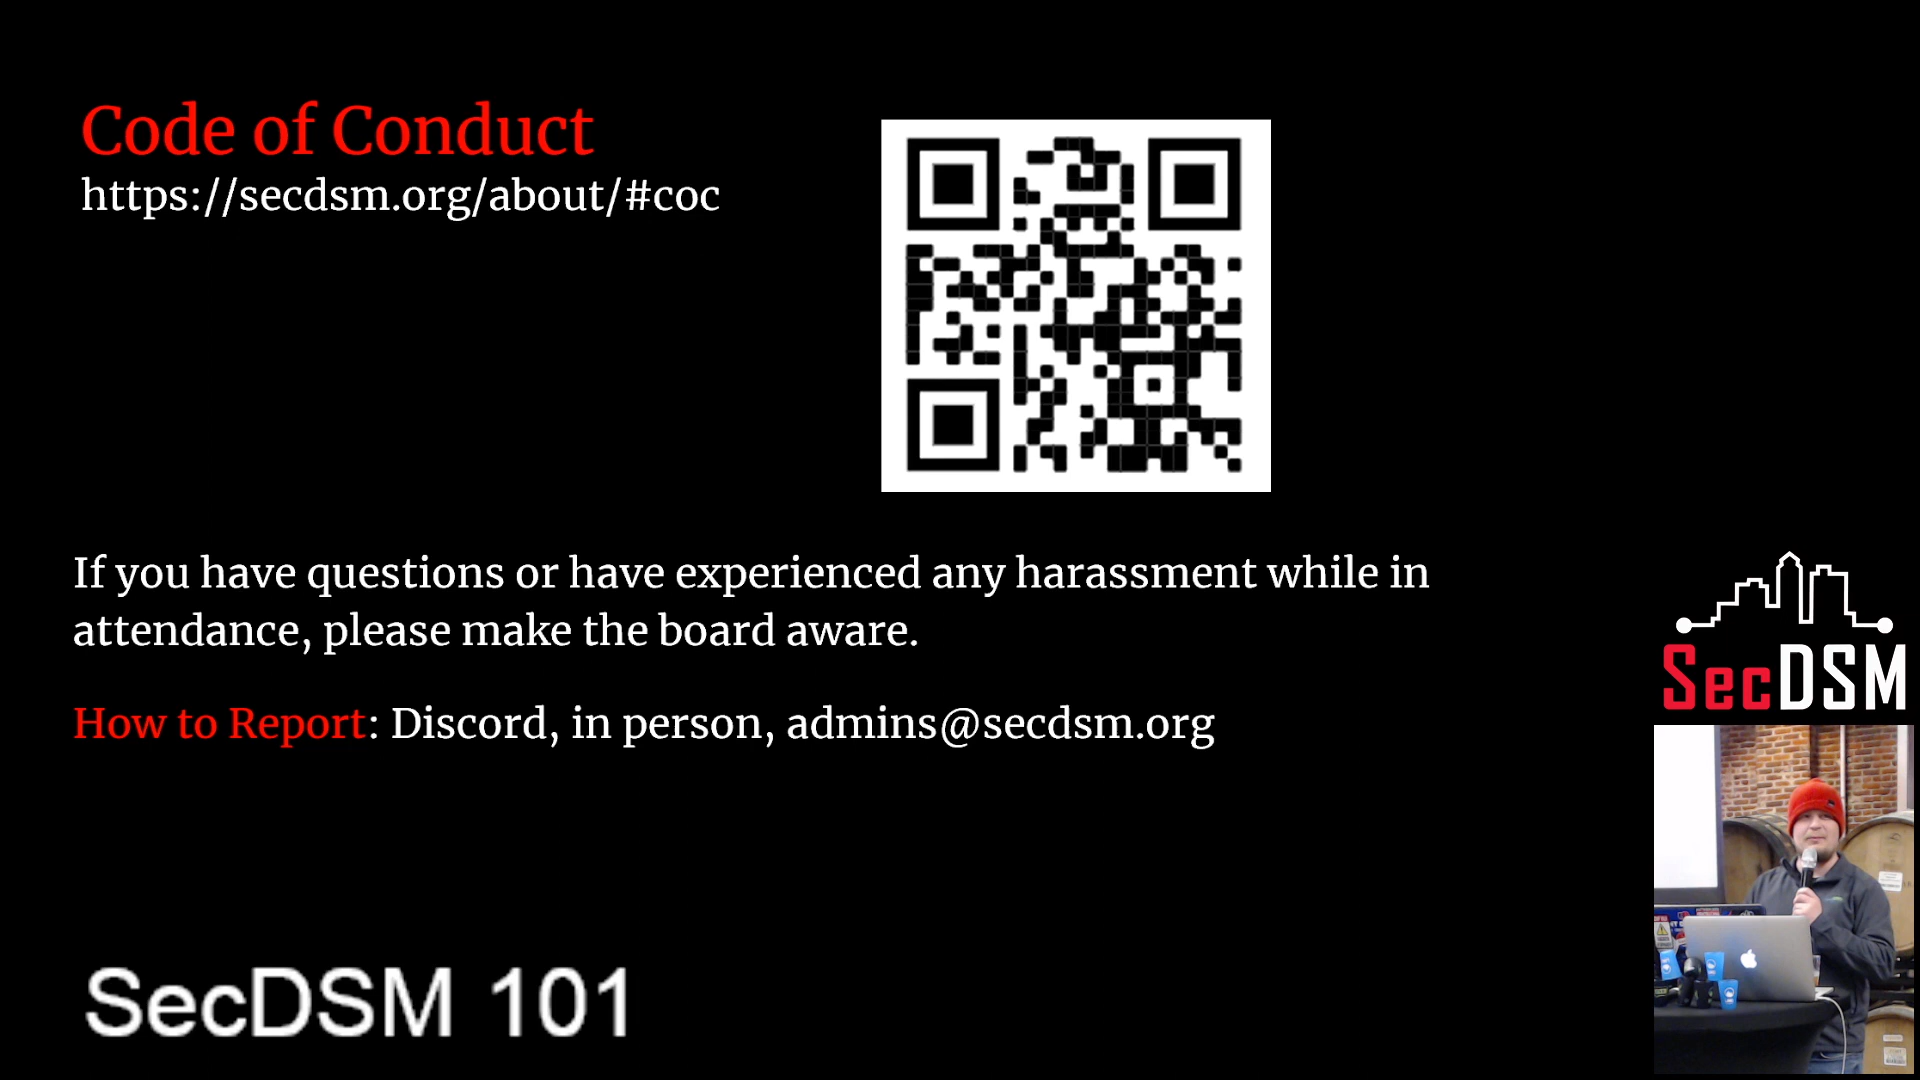 Code of Conduct
https://secdsm.org/about/#coc
If you have questions or have experienced any harassment while in
attendance, please make the board aware.
How to Report: Discord, in person, admins@secdsm.org
SecDSM
SecDSM 101